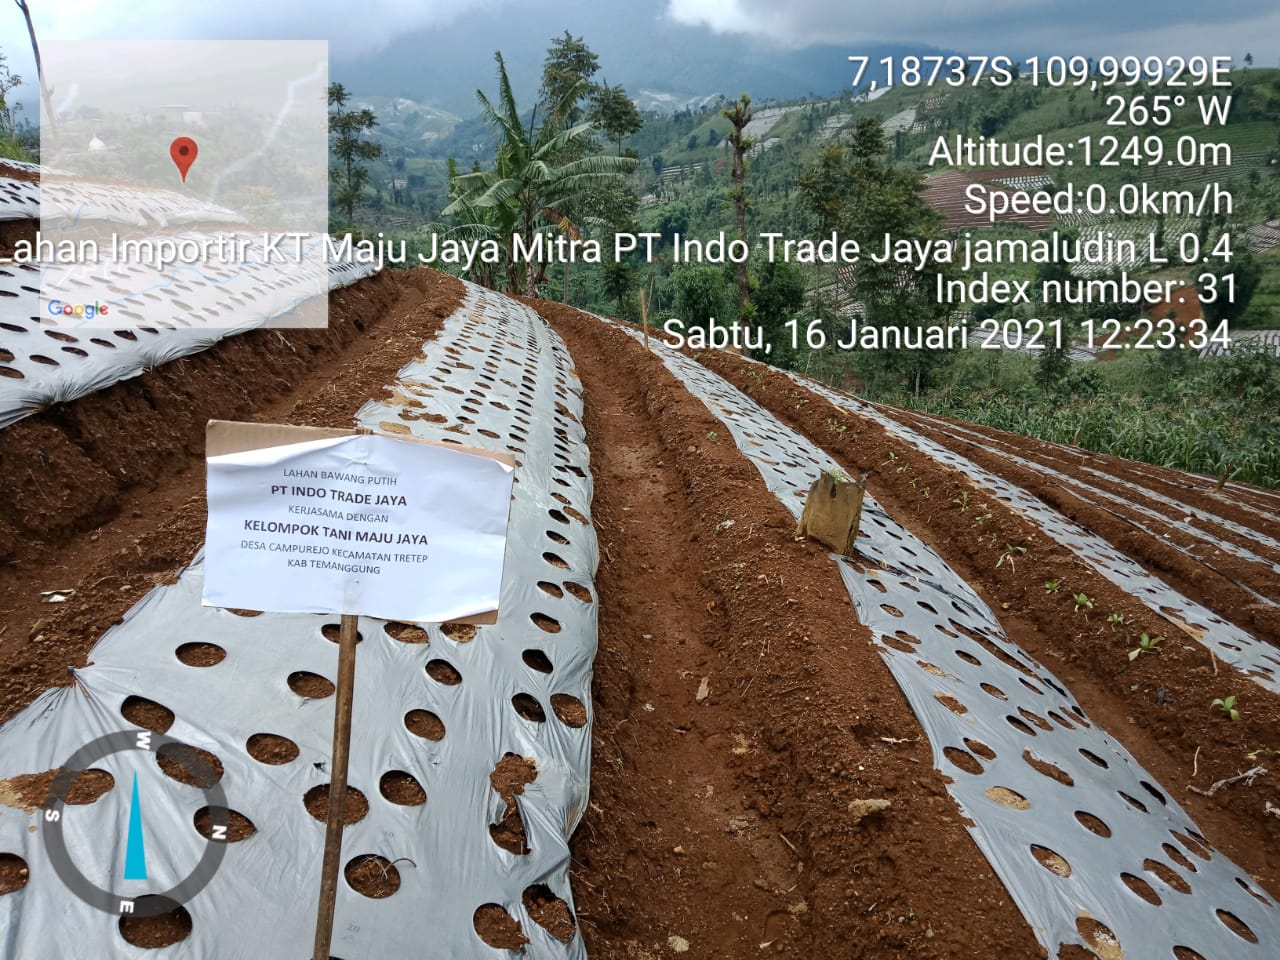 7,18737S 109,99929E
265° W
Altitude:1249.0m
Speed:0.0km/h
Lahan Importir KT Maju Jaya Mitra PT Indo Trade Jaya jamaludin L 0.4
Index number: 31
Sabtu, 16 Januari 2021 12:23:34
Google
LAHAN BAWANG PUTIH
PT INDO TRADE JAYA
KERJASAMA DENGAN
KELOMPOK TANI MAJU JAYA
DESA CAMPUREJO KECAMATAN TRETEP
KAB TEMANGGUNG
W
S
N
E